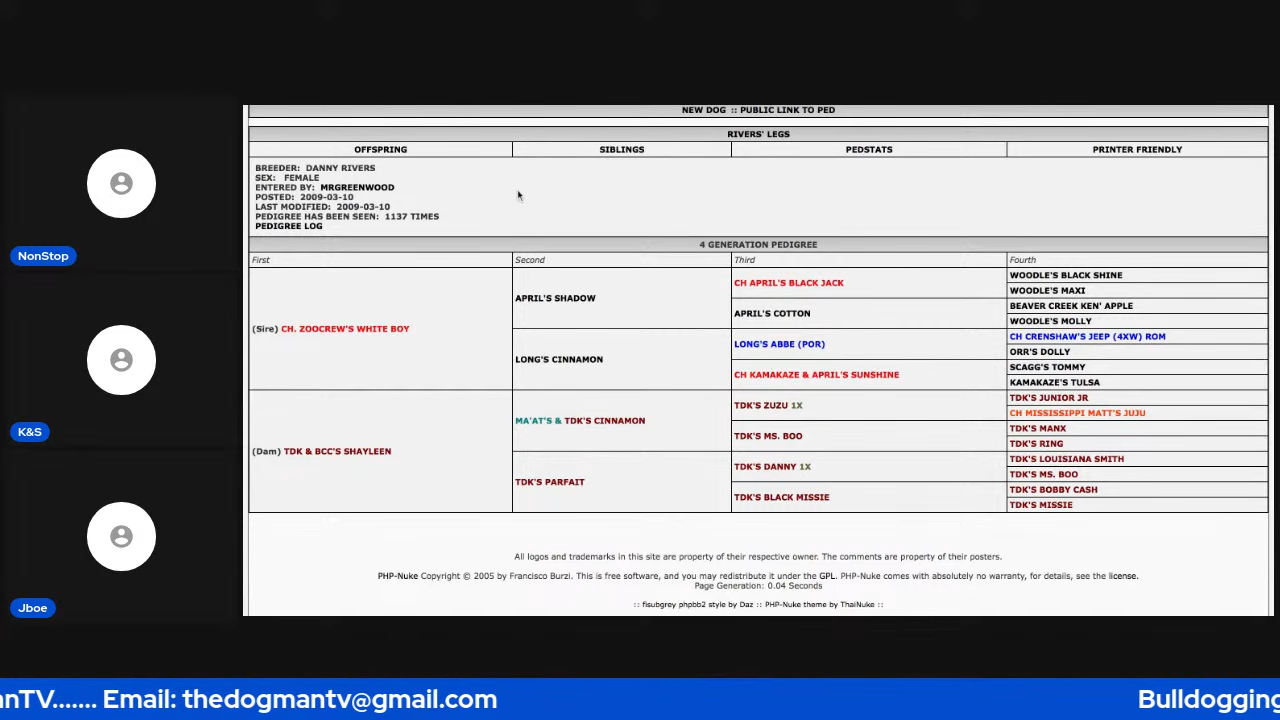 NEW DOG :: PUBLIC LINK TO PED
RIVERS' LEGS
OFFSPRING SIBLINGS PEDSTATS PRINTER FRIENDLY
BREEDER: DANNY RIVERS
SEX: FEMALE
ENTERED BY: MRGREENWOOD
POSTED: 2009-03-10
LAST MODIFIED: 2009-03-10
PEDIGREE HAS BEEN SEEN: 1137 TIMES
PEDIGREE LOG
4 GENERATION PEDIGREE
First Second Third Fourth
(Sire) CH. ZOOCREW'S WHITE BOY
APRIL'S SHADOW
CH APRIL'S BLACK JACK
WOODLE'S BLACK SHINE
WOODLE'S MAXI
APRIL'S COTTON
BEAVER CREEK KEN' APPLE
WOODLE'S MOLLY
LONG'S CINNAMON
LONG'S ABBE (POR)
CH CRENSHAW'S JEEP (4XW) ROM
ORR'S DOLLY
CH KAMAKAZE & APRIL'S SUNSHINE
SCAGG'S TOMMY
KAMAKAZE'S TULSA
(Dam) TDK & BCC'S SHAYLEEN
MA'AT'S & TDK'S CINNAMON
TDK'S ZUZU 1X
TDK'S JUNIOR JR
CH MISSISSIPPI MATT'S JUJU
TDK'S MS. BOO
TDK'S MANX
TDK'S RING
TDK'S PARFAIT
TDK'S DANNY 1X
TDK'S LOUISIANA SMITH
TDK'S MS. BOO
TDK'S BLACK MISSIE
TDK'S BOBBY CASH
TDK'S MISSIE
All logos and trademarks in this site are property of their respective owner. The comments are property of their posters.
PHP-Nuke Copyright © 2005 by Francisco Burzi. This is free software, and you may redistribute it under the GPL. PHP-Nuke comes with absolutely no warranty, for details, see the license.
Page Generation: 0.04 Seconds
:: fisubgrey phpbb2 style by Daz :: PHP-Nuke theme by ThaiNuke ::
NonStop
K&S
Jboe
anTV....... Email: thedogmantv@gmail.com
Bulldogging